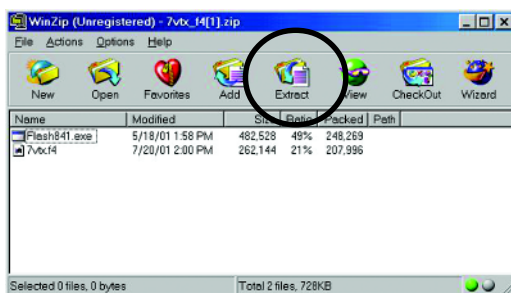 WinZip (Unregistered) - 7vtx_f4[1].zip
File Actions Options Help
New Open Favorites Add Extract View CheckOut Wizard
Name Modified Size Ratio Packed Path
Flash841.exe 5/18/01 1:58 PM 482,528 49% 248,269
7vtx.f4 7/20/01 2:00 PM 262,144 21% 207,996
Selected 0 files, 0 bytes Total 2 files, 728KB